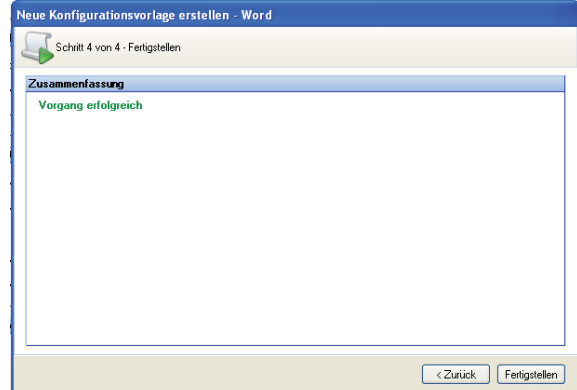 Neue Konfigurationsvorlage erstellen - Word
Schritt 4 von 4 - Fertigstellen
Zusammenfassung
Vorgang erfolgreich
< Zurück
Fertigstellen